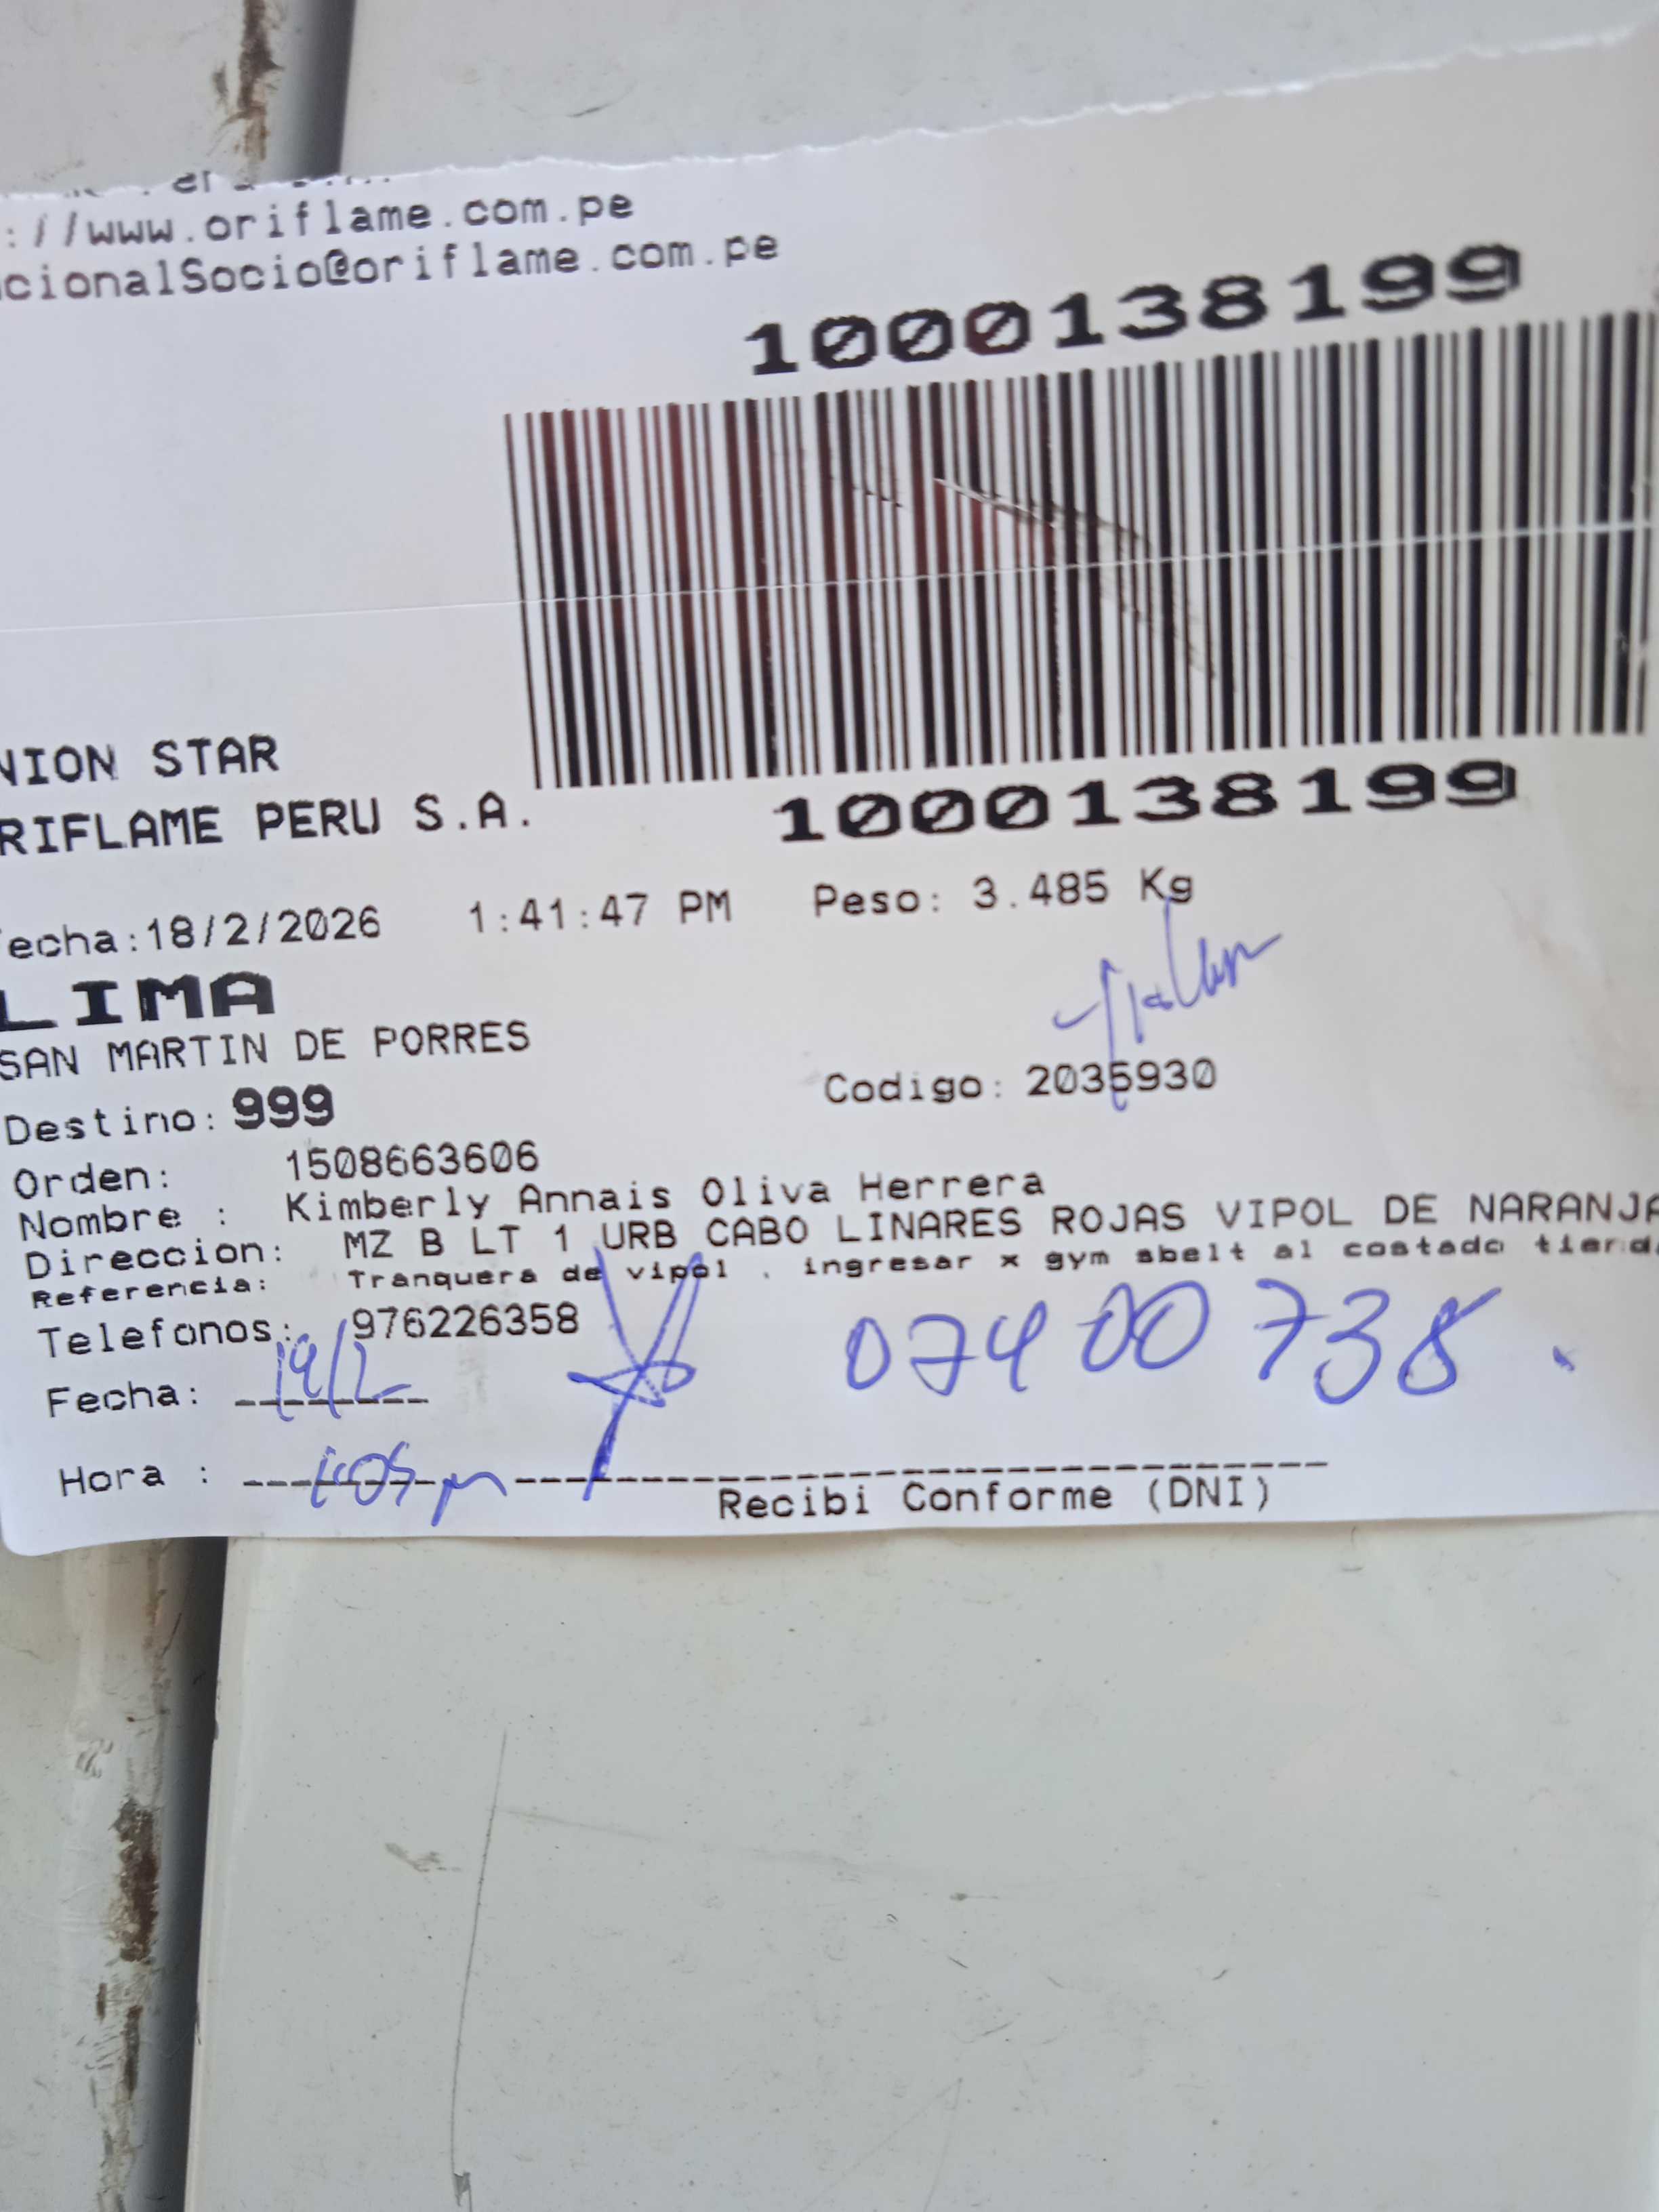 ://www.oriflame.com.pe
cionalSocio@oriflame.com.pe
1000138199
NION STAR
RIFLAME PERU S.A.
1000138199
echa:18/2/2026 1:41:47 PM Peso: 3.485 Kg
LIMA
SAN MARTIN DE PORRES
Destino: 999 Codigo: 2035930
Orden: 1508663606
Nombre : Kimberly Annais Oliva Herrera
Direccion: MZ B LT 1 URB CABO LINARES ROJAS VIPOL DE NARANJA
Referencia: Tranquera de vipol . ingresar x gym abelt al costado tiend
Telefonos: 976226358
Fecha: 19/2 07400738.
Hora :
Recibi Conforme (DNI)